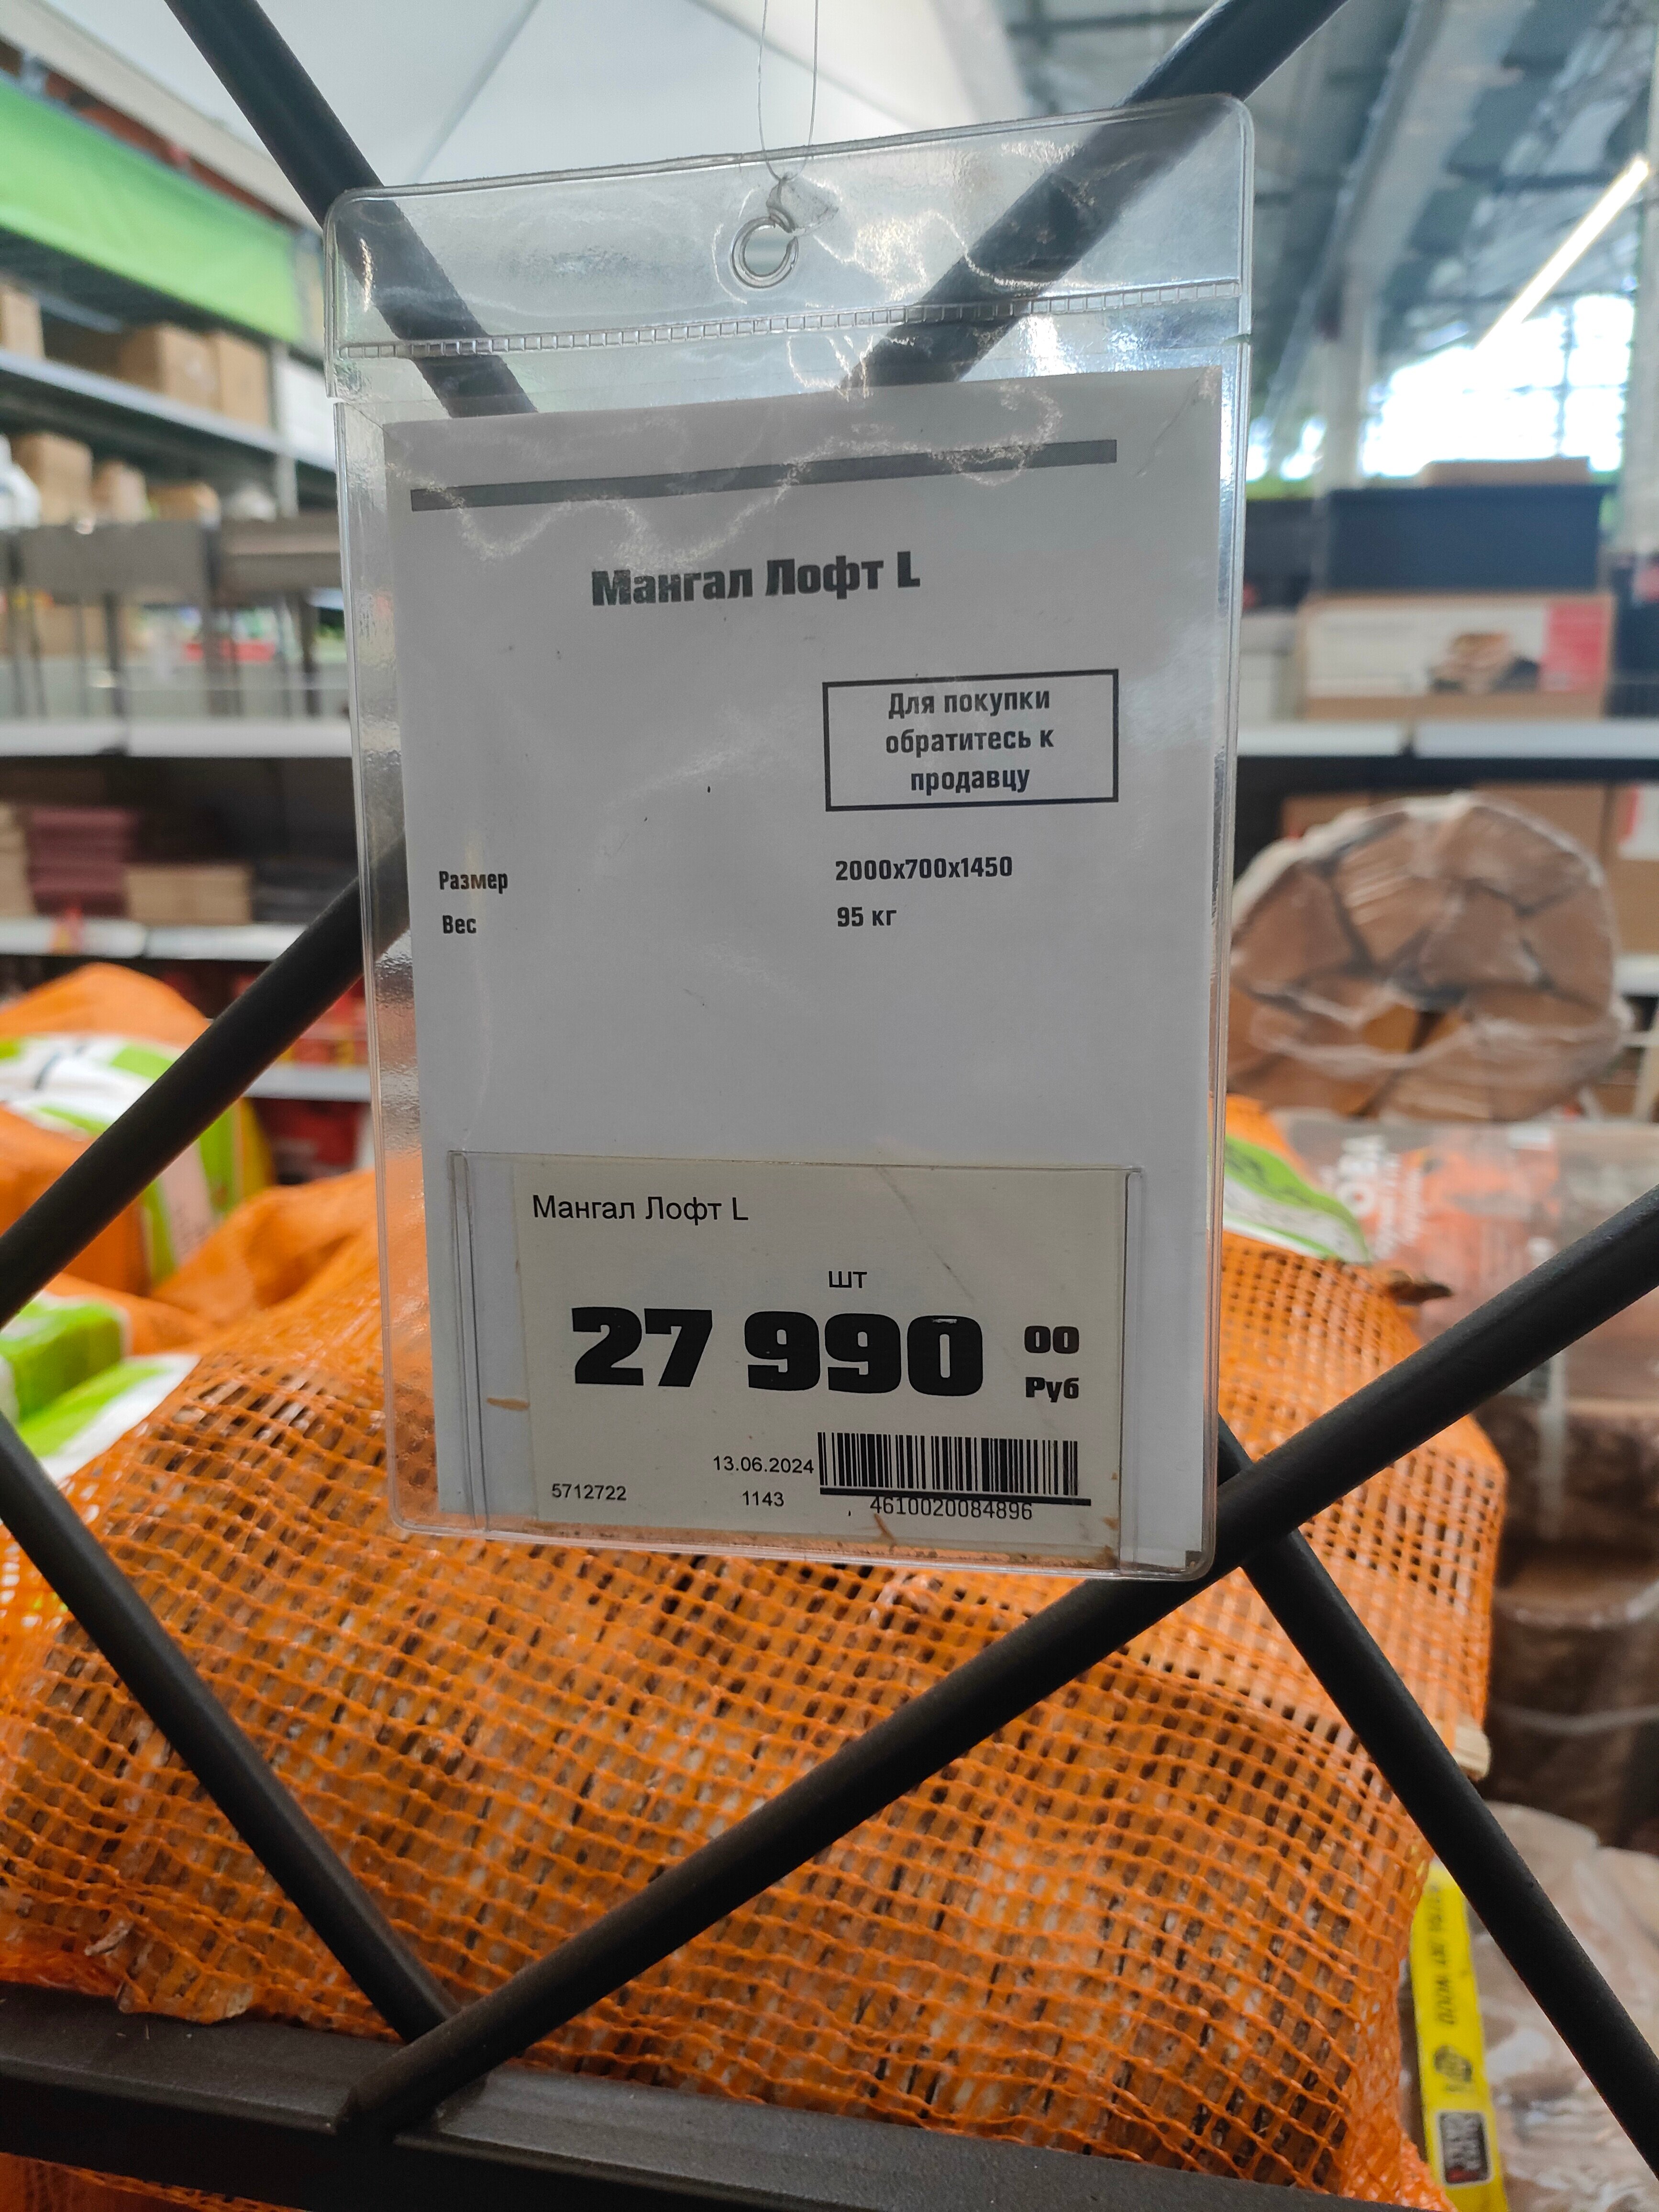 Мангал Лофт L
Для покупки
обратитесь к
продавцу
Размер 2000x700x1450
Вес 95 кг
Мангал Лофт L
шт
27 990 00
Руб
13.06.2024
5712722 1143 4610020084896